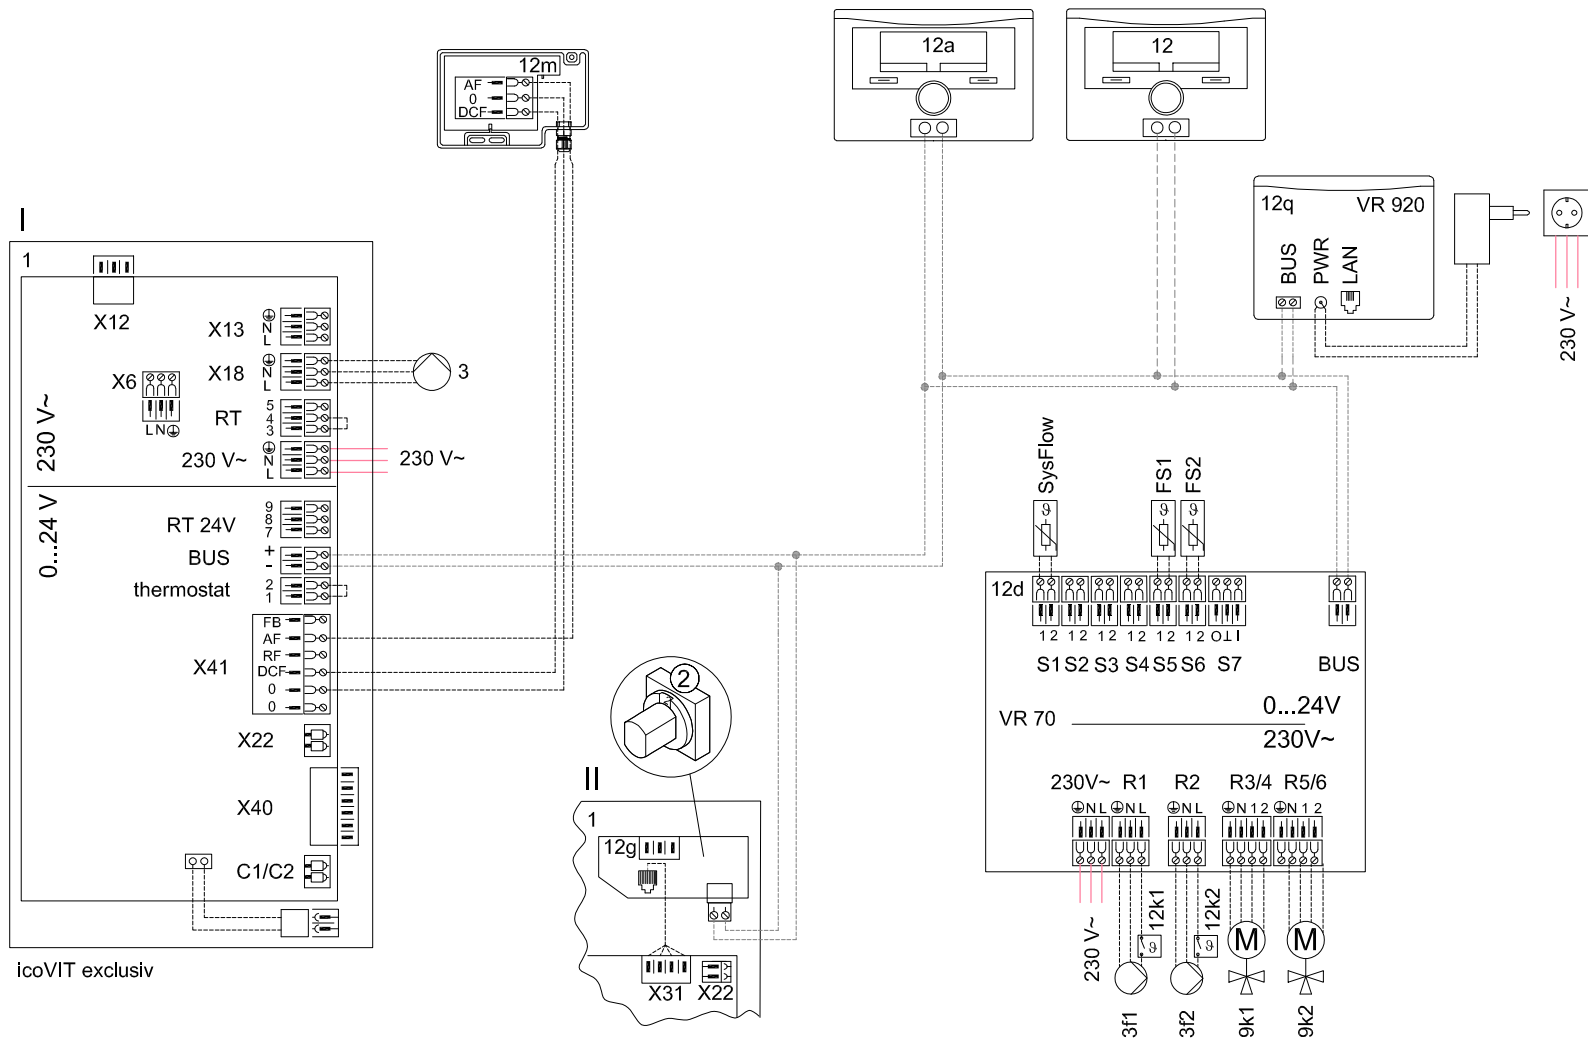 12m
AF
0
DCF
12a
12
12q VR 920
BUS
PWR
LAN
230 V~
I
1
X12
X13
N
L
X6
L N
X18
N
L
3
RT
5
4
3
230 V~
N
L
230 V~
230 V~
0...24 V
RT 24V
9
8
7
BUS
+
-
thermostat
2
1
X41
FB
AF
RF
DCF
0
0
X22
X40
C1/C2
icoVIT exclusiv
2
II
1
12g
X31 X22
SysFlow
FS1
FS2
12d
1 2 1 2 1 2 1 2 1 2 1 2 O⊥I
S1 S2 S3 S4 S5 S6 S7 BUS
VR 70
0...24V
230V~
230V~ R1 R2 R3/4 R5/6
N L N L N L N 1 2 N 1 2
230 V~
12k1
12k2
M
M
3f1
3f2
9k1
9k2